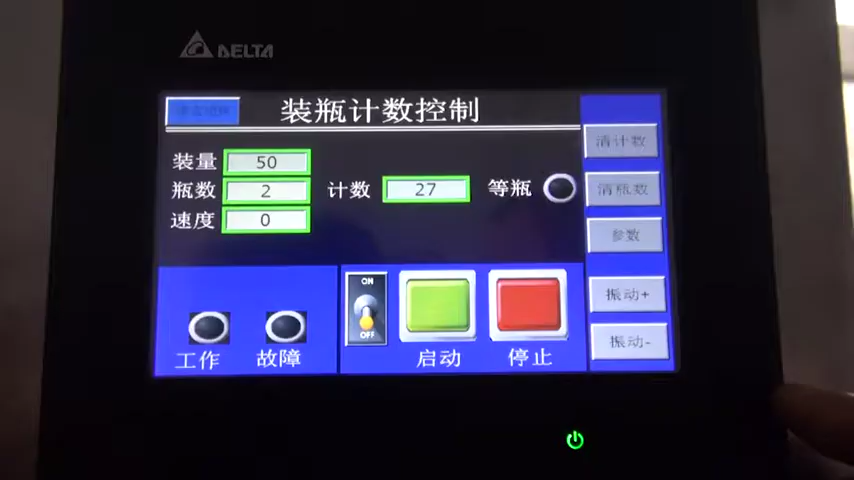 DELTA
装瓶计数控制
清计数
装量 50
瓶数 2 计数 27 等瓶
清瓶数
速度 0
参数
ON
OFF
振动+
振动-
工作 故障 启动 停止